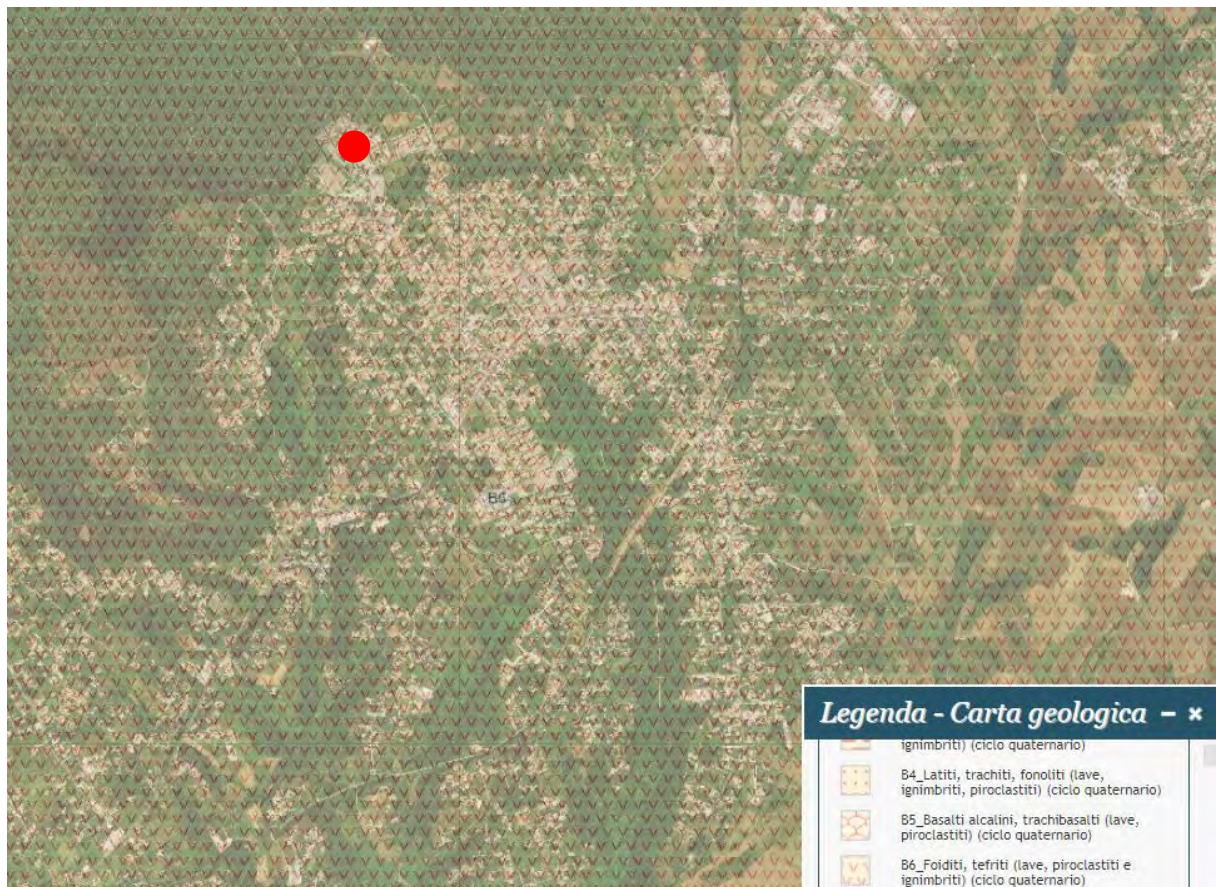 B6
Legenda - Carta geologica - ×
ignimbriti) (ciclo quaternario)
B4_Latiti, trachiti, fonoliti (lave,
ignimbriti, piroclastiti) (ciclo quaternario)
B5_Basalti alcalini, trachibasalti (lave,
piroclastiti) (ciclo quaternario)
B6_Foiditi, tefriti (lave, piroclastiti e
ignimbriti) (ciclo quaternario)